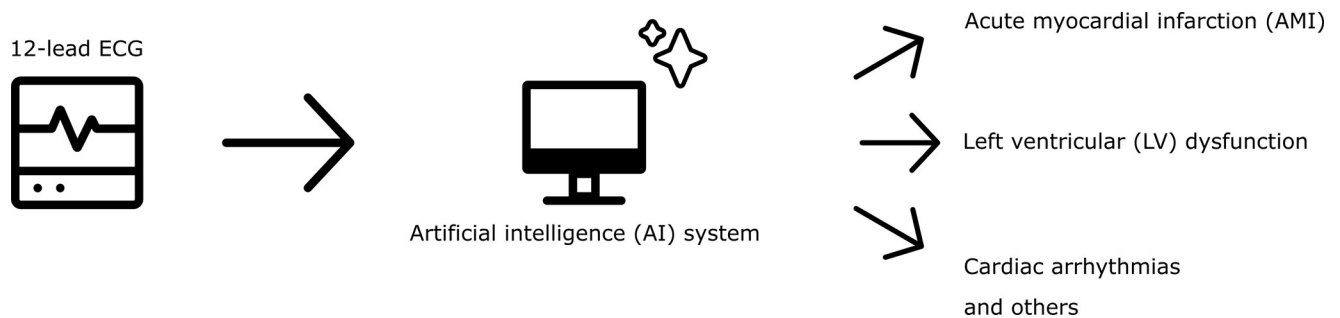 12-lead ECG
Artificial intelligence (AI) system
Acute myocardial infarction (AMI)
Left ventricular (LV) dysfunction
Cardiac arrhythmias
and others